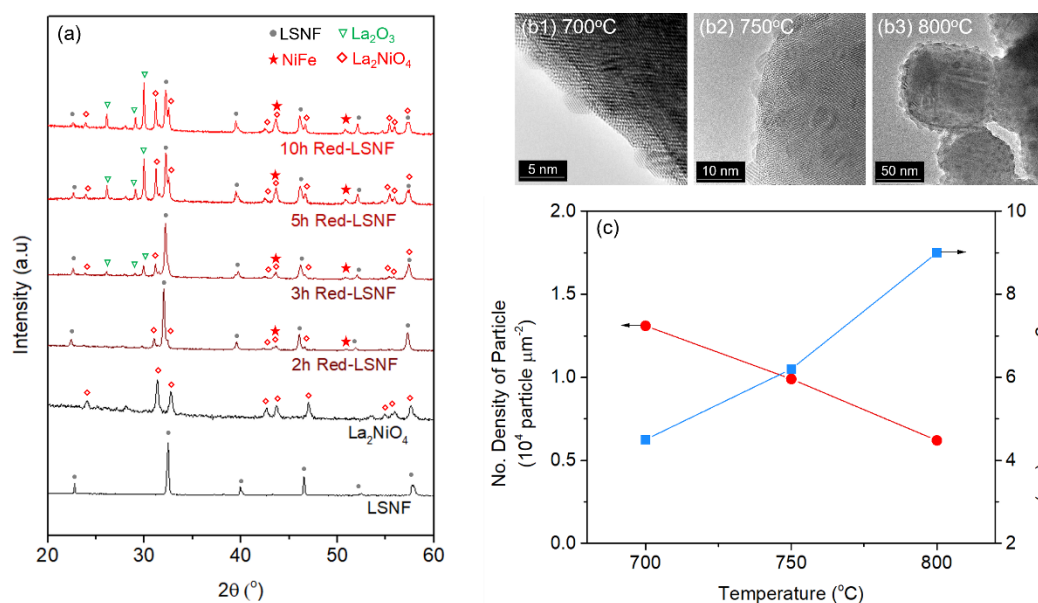 (a)
LSNF
La₂O₃
NiFe
La₂NiO₄
10h Red-LSNF
5h Red-LSNF
3h Red-LSNF
2h Red-LSNF
La₂NiO₄
LSNF
Intensity (a.u)
20 30 40 50 60
2θ (°)
(b1) 700°C
5 nm
(b2) 750°C
10 nm
(b3) 800°C
50 nm
(c)
No. Density of Particle
(10⁴ particle μm⁻²)
2.0
1.5
1.0
0.5
0.0
10
8
6
4
2
700 750 800
Temperature (°C)